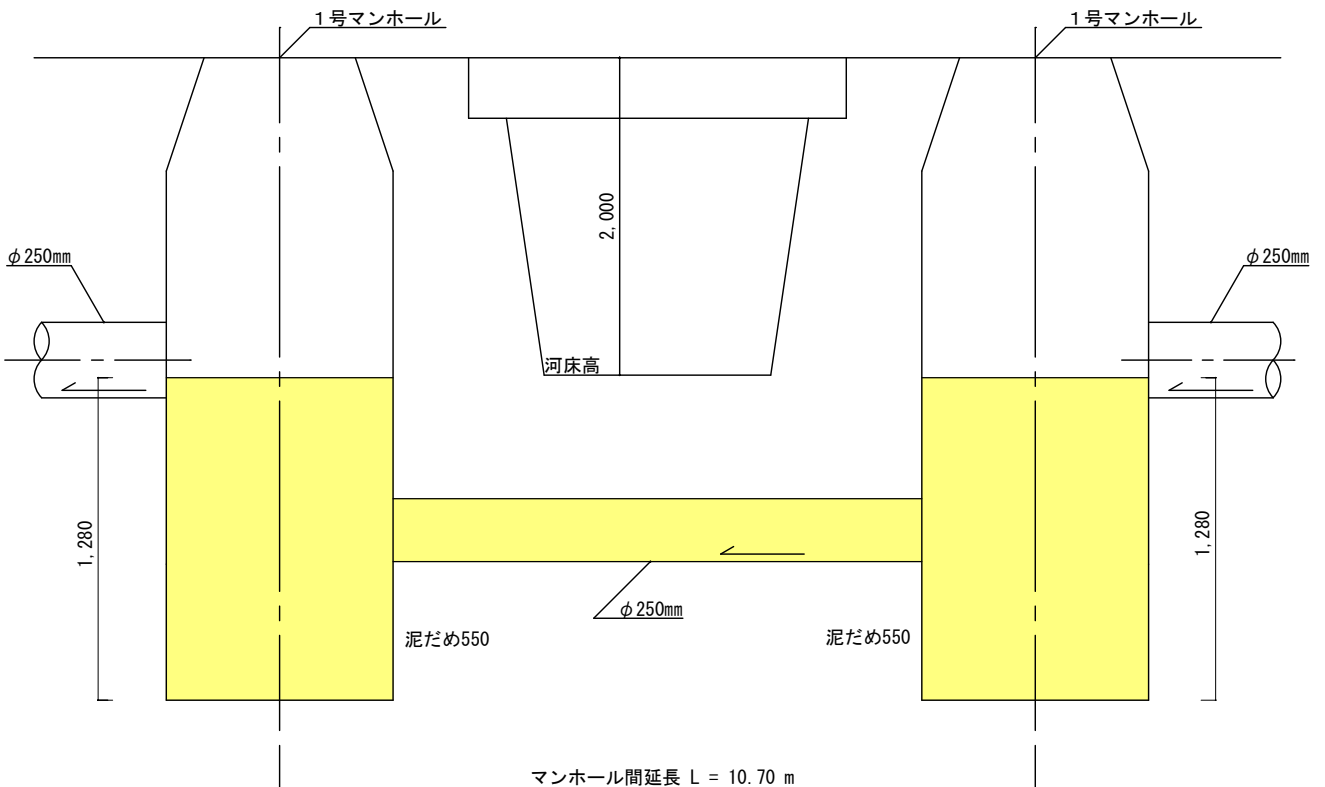 １号マンホール
１号マンホール
2,000
φ250mm
φ250mm
河床高
1,280
1,280
φ250mm
泥だめ550
泥だめ550
マンホール間延長 L = 10.70 m